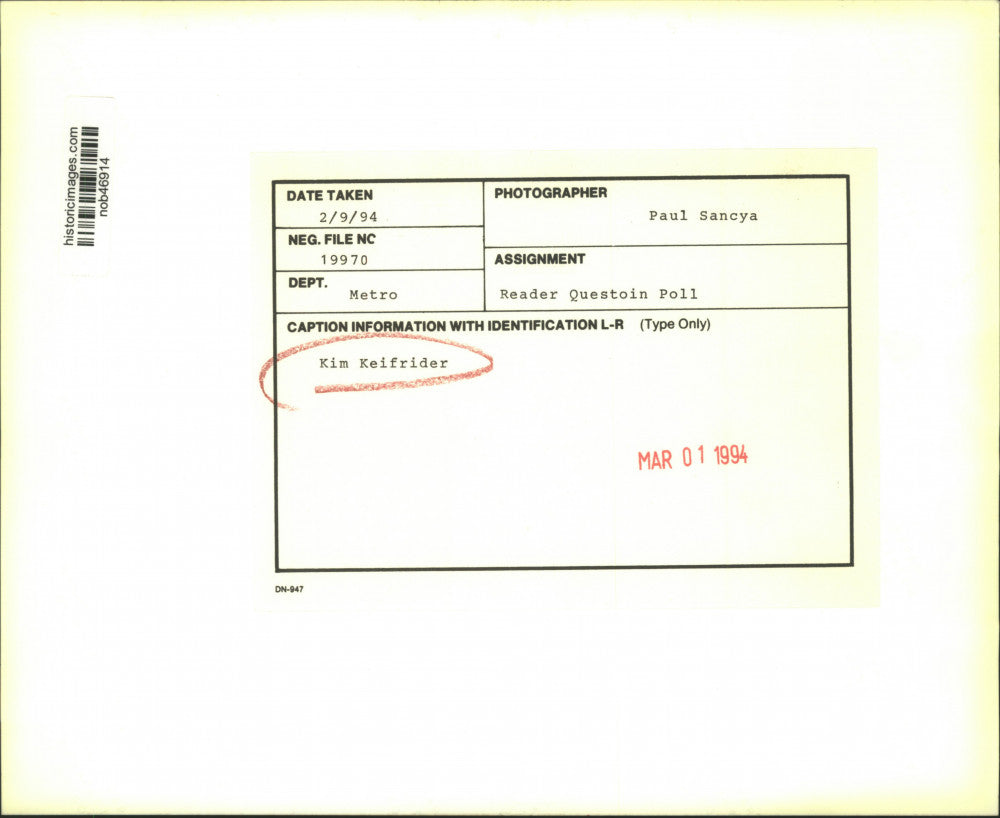 historicimages.com
nob46914
DATE TAKEN
2/9/94
PHOTOGRAPHER
Paul Sancya
NEG. FILE NO
19970
ASSIGNMENT
Reader Questoin Poll
DEPT.
Metro
CAPTION INFORMATION WITH IDENTIFICATION L-R (Type Only)
Kim Keifrider
MAR 01 1994
DN-947